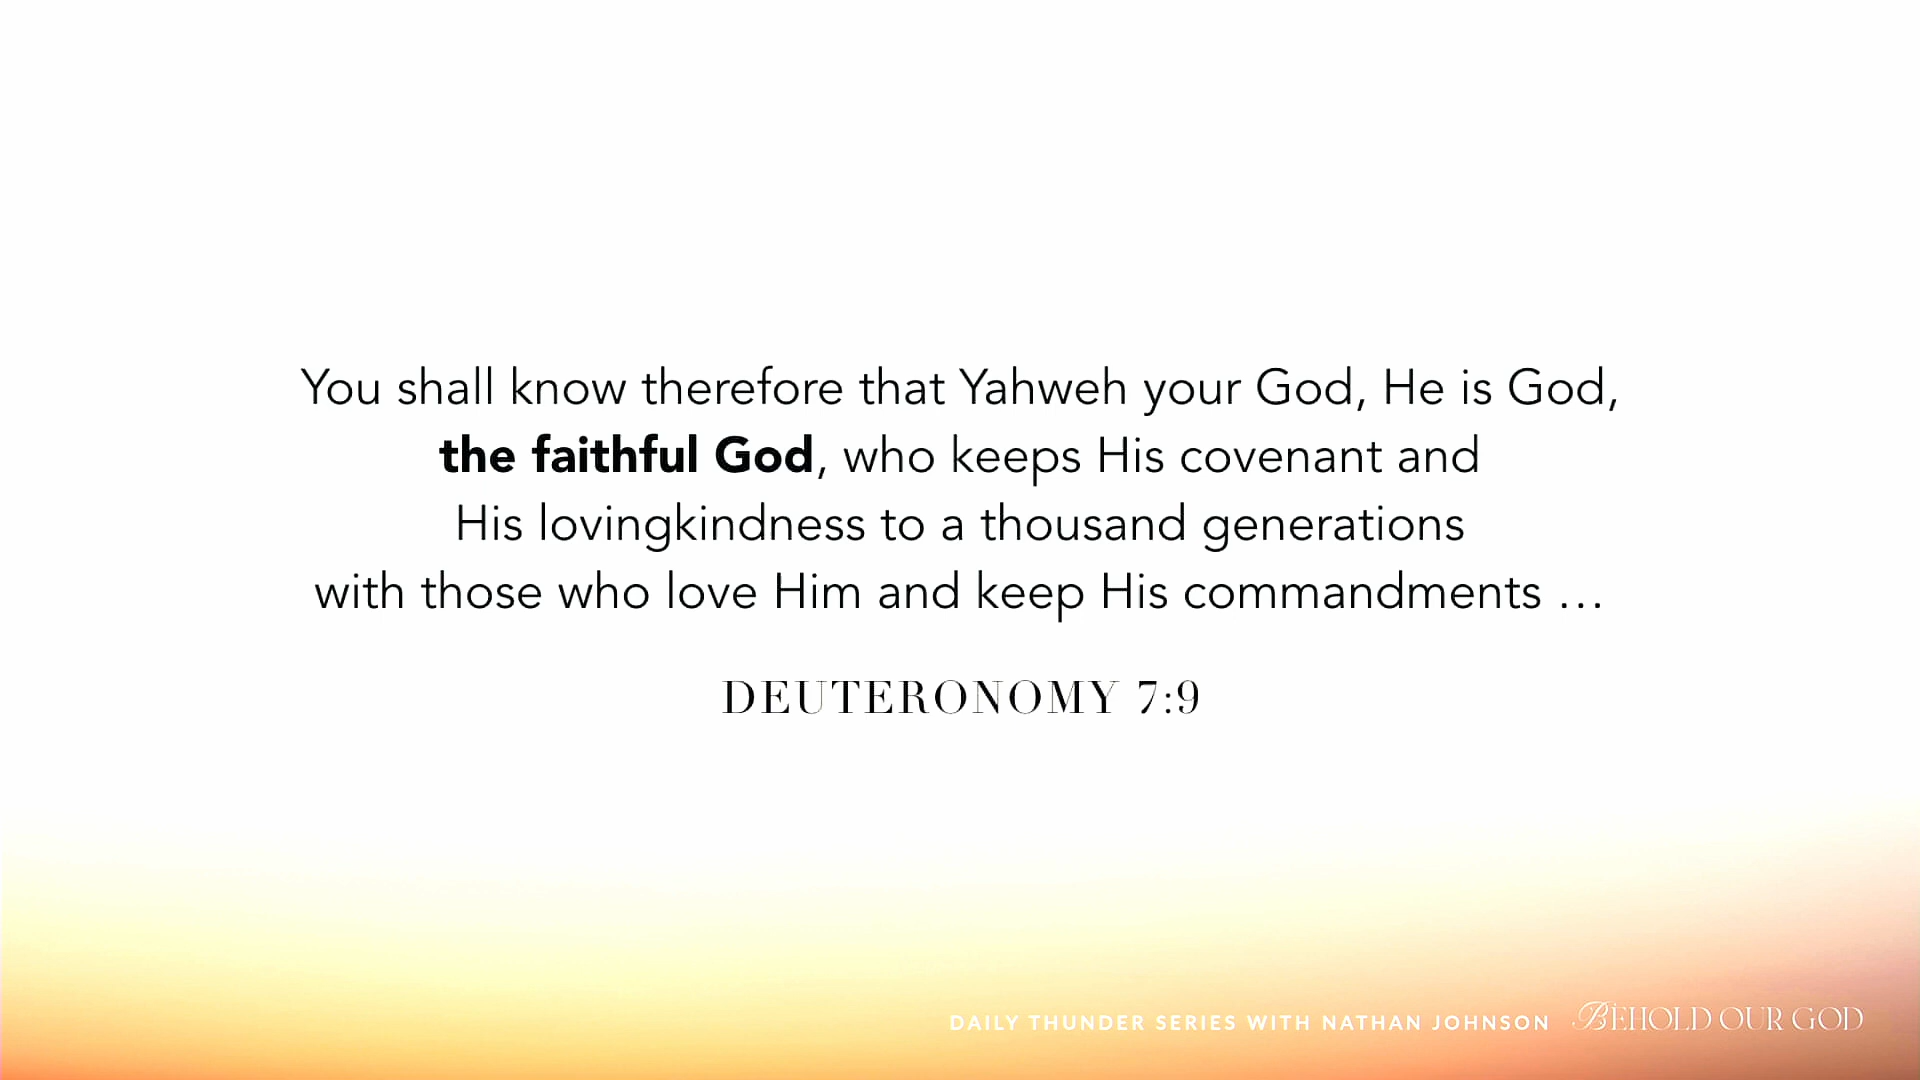 You shall know therefore that Yahweh your God, He is God,
the faithful God, who keeps His covenant and
His lovingkindness to a thousand generations
with those who love Him and keep His commandments …
DEUTERONOMY 7:9
DAILY THUNDER SERIES WITH NATHAN JOHNSON BEHOLD OUR GOD